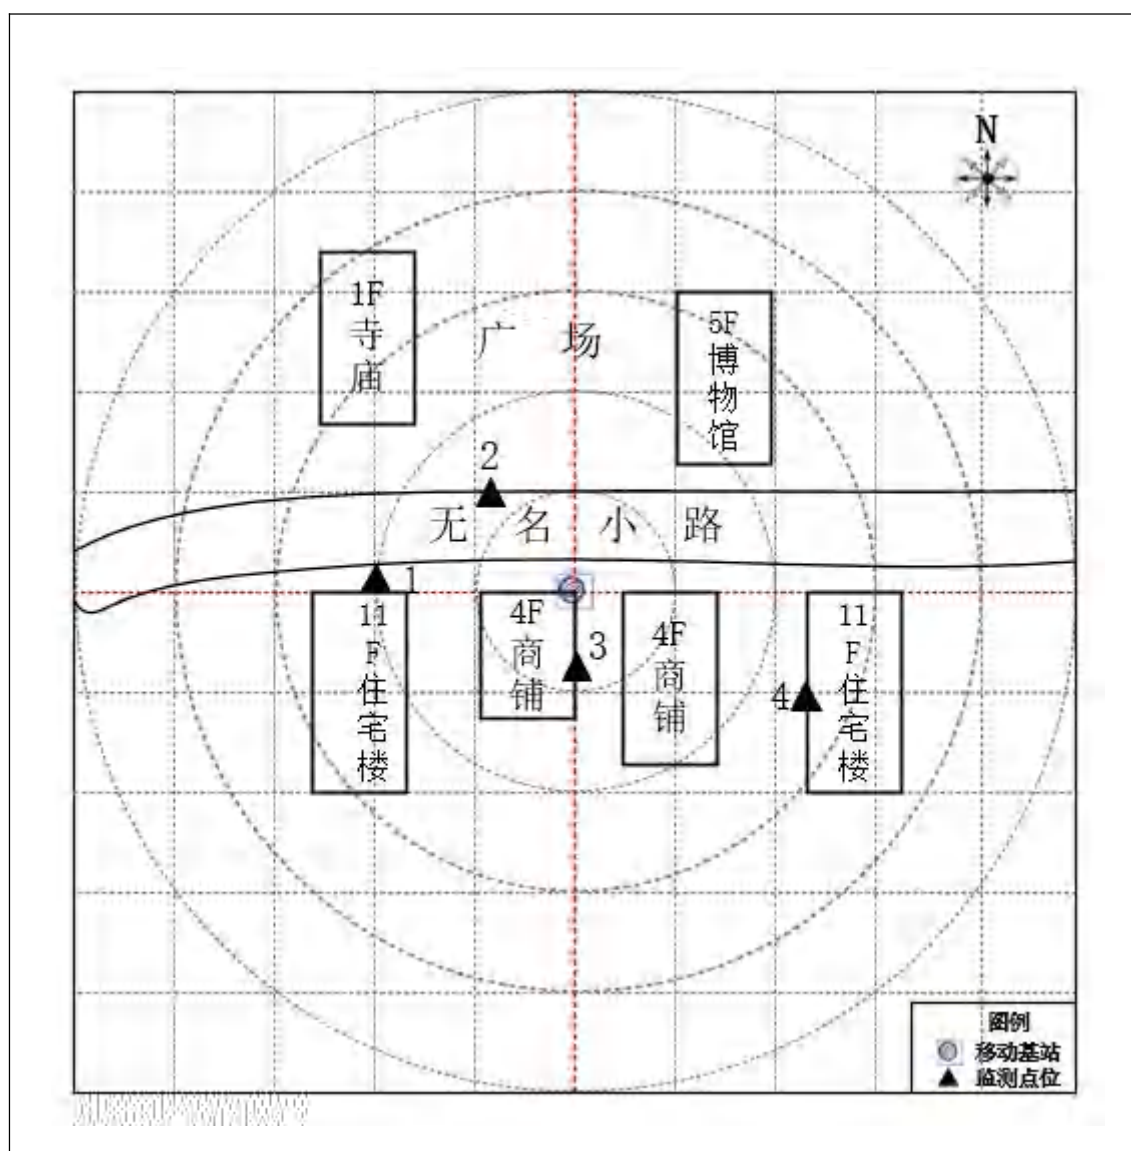 N
1F
寺
庙
广 场
5F
博
物
馆
2
无 名 小 路
1
11
F
住
宅
楼
4F
商
铺
3
4F
商
铺
4
11
F
住
宅
楼
图例
移动基站
监测点位